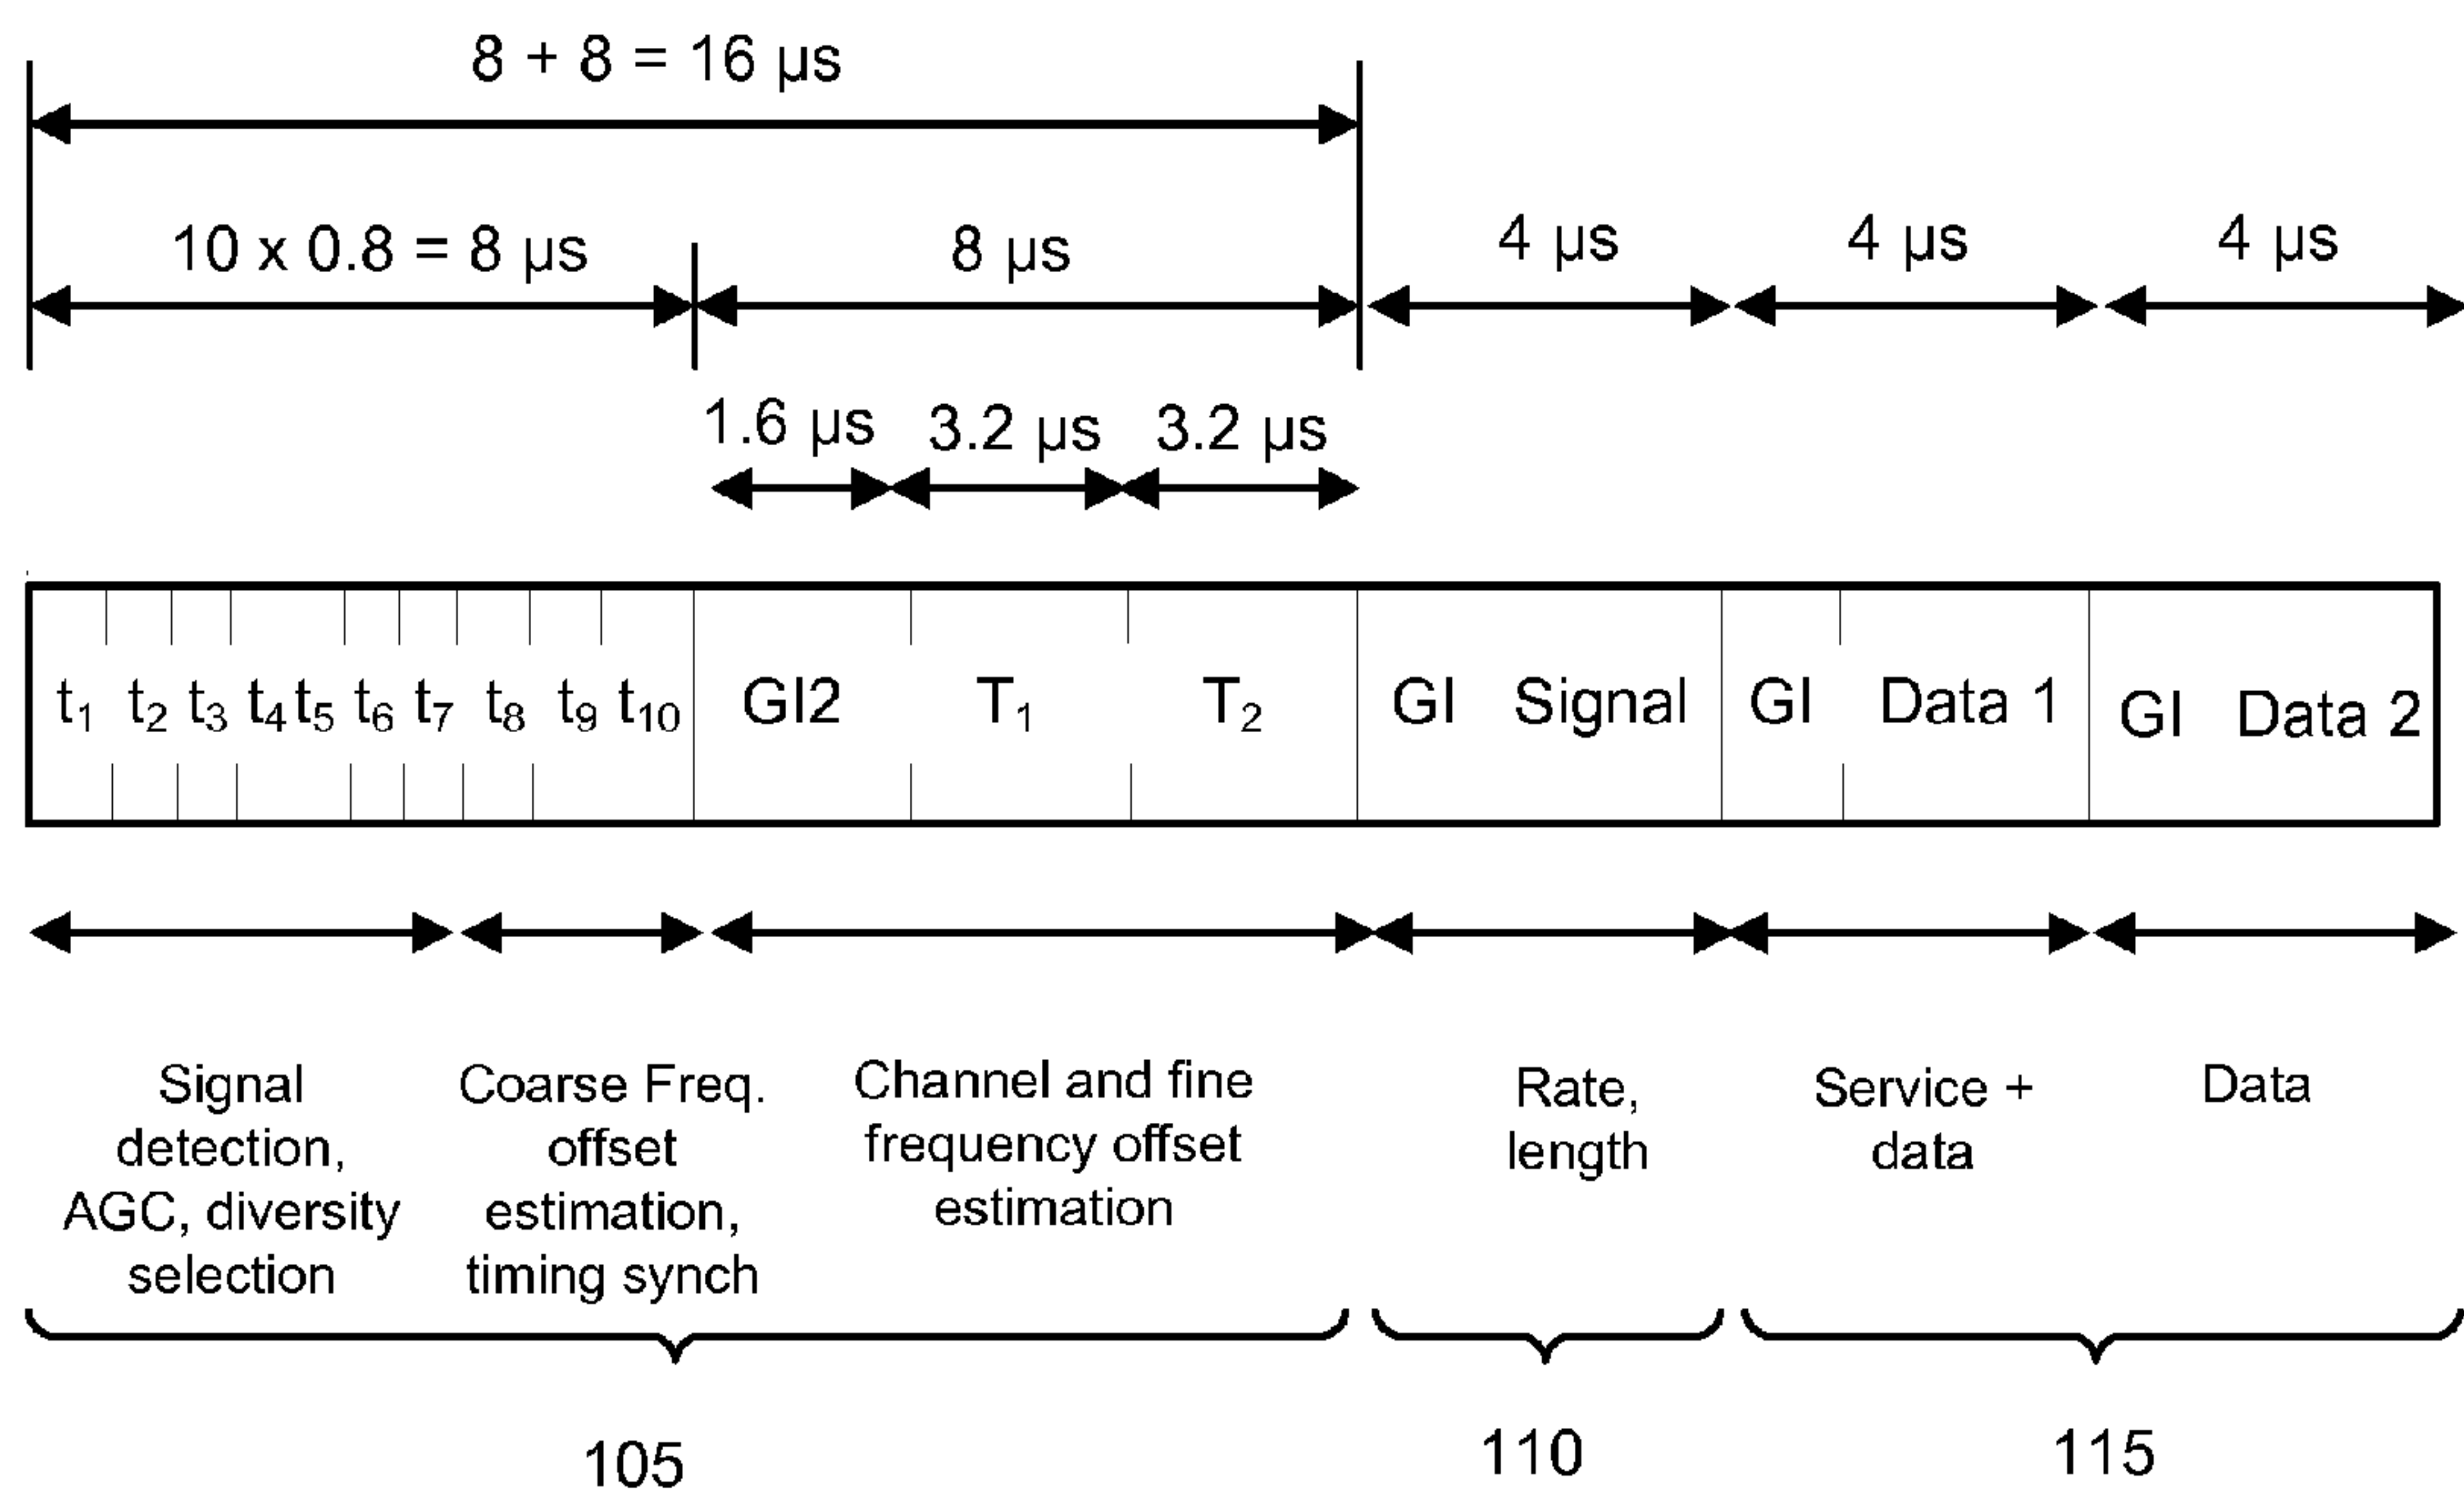 8 + 8 = 16 µs
10 x 0.8 = 8 µs 8 µs 4 µs 4 µs 4 µs
1.6 µs 3.2 µs 3.2 µs
t1 t2 t3 t4 t5 t6 t7 t8 t9 t10 GI2 T1 T2 GI Signal GI Data 1 GI Data 2
Signal
detection,
AGC, diversity
selection
Coarse Freq.
offset
estimation,
timing synch
Channel and fine
frequency offset
estimation
Rate,
length
Service +
data
Data
105 110 115